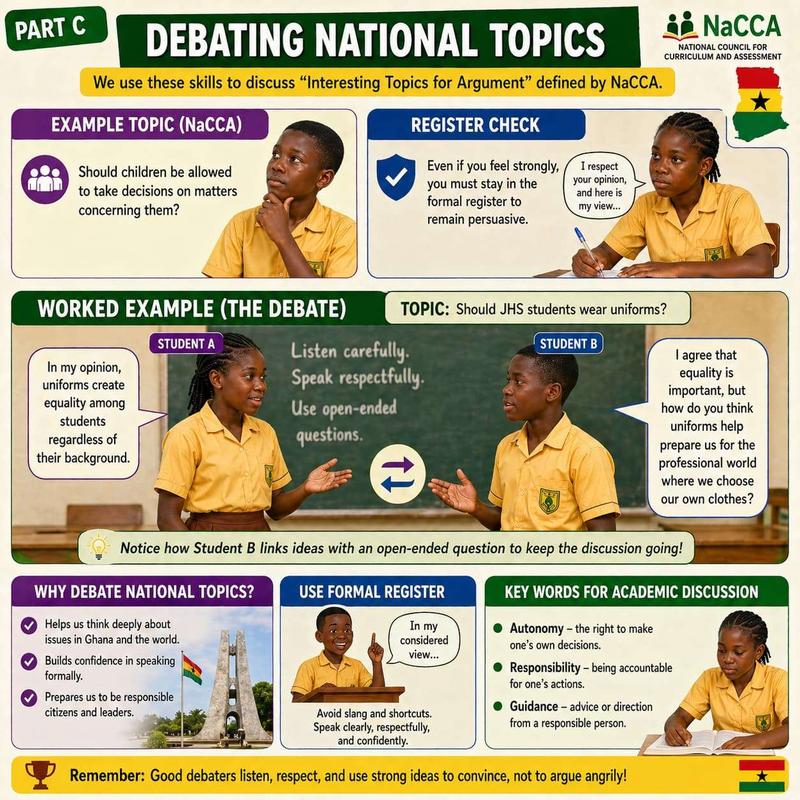 PART C
DEBATING NATIONAL TOPICS
NaCCA
NATIONAL COUNCIL FOR
CURRICULUM AND ASSESSMENT
We use these skills to discuss “Interesting Topics for Argument” defined by NaCCA.
EXAMPLE TOPIC (NaCCA)
Should children be allowed
to take decisions on matters
concerning them?
REGISTER CHECK
Even if you feel strongly,
you must stay in the
formal register to
remain persuasive.
I respect
your opinion,
and here is
my view...
WORKED EXAMPLE (THE DEBATE)
TOPIC: Should JHS students wear uniforms?
STUDENT A
In my opinion,
uniforms create
equality among
students
regardless of
their background.
Listen carefully.
Speak respectfully.
Use open-ended
questions.
STUDENT B
I agree that
equality is
important, but
how do you think
uniforms help
prepare us for the
professional world
where we choose
our own clothes?
Notice how Student B links ideas with an open-ended question to keep the discussion going!
WHY DEBATE NATIONAL TOPICS?
Helps us think deeply about
issues in Ghana and the world.
Builds confidence in speaking
formally.
Prepares us to be responsible
citizens and leaders.
USE FORMAL REGISTER
In my
considered
view...
Avoid slang and shortcuts.
Speak clearly, respectfully,
and confidently.
KEY WORDS FOR ACADEMIC DISCUSSION
Autonomy – the right to make
one's own decisions.
Responsibility – being accountable
for one's actions.
Guidance – advice or direction
from a responsible person.
Remember: Good debaters listen, respect, and use strong ideas to convince, not to argue angrily!